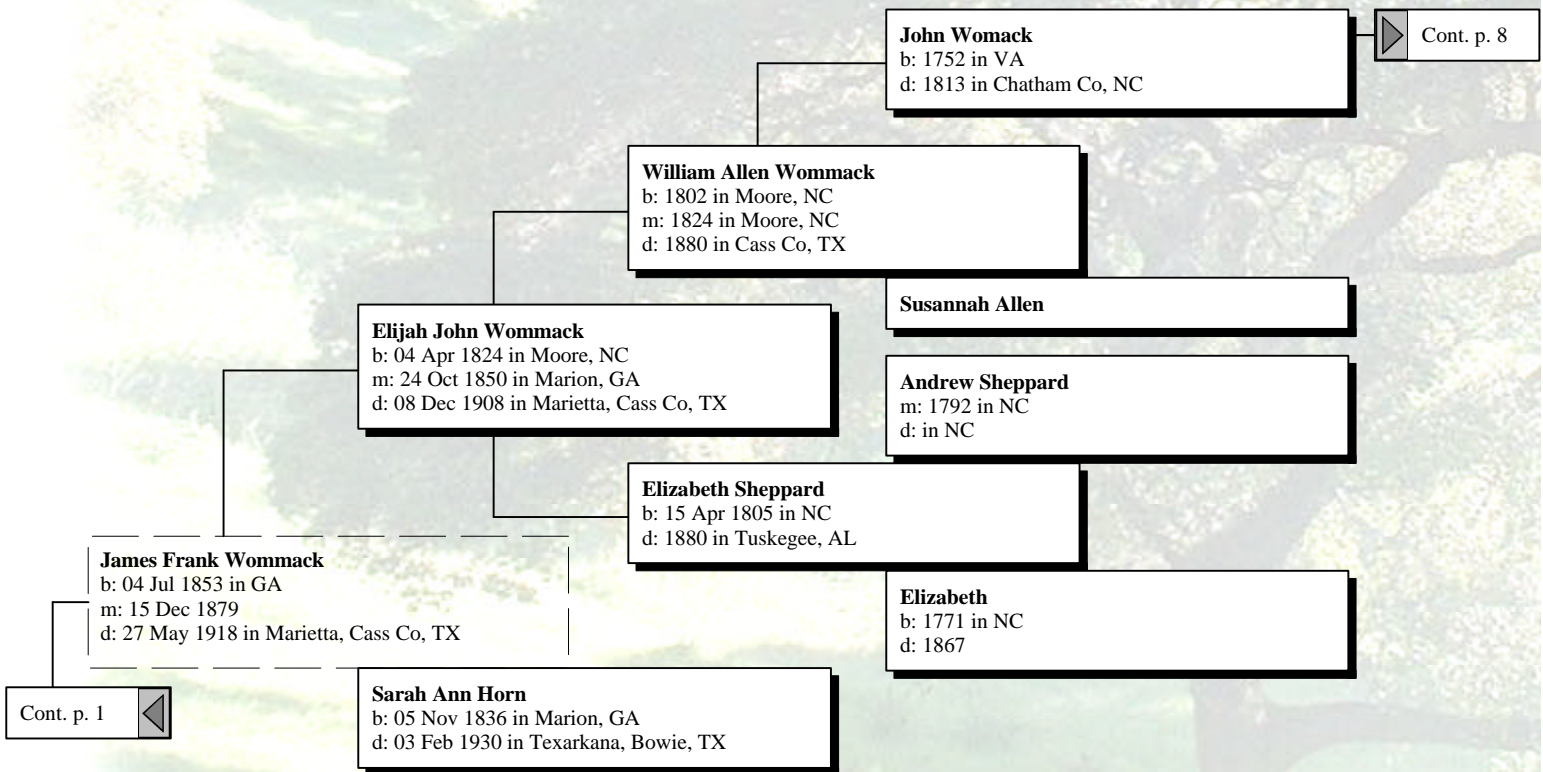 John Womack
b: 1752 in VA
d: 1813 in Chatham Co, NC
Cont. p. 8
William Allen Wommack
b: 1802 in Moore, NC
m: 1824 in Moore, NC
d: 1880 in Cass Co, TX
Susannah Allen
Elijah John Wommack
b: 04 Apr 1824 in Moore, NC
m: 24 Oct 1850 in Marion, GA
d: 08 Dec 1908 in Marietta, Cass Co, TX
Andrew Sheppard
m: 1792 in NC
d: in NC
Elizabeth Sheppard
b: 15 Apr 1805 in NC
d: 1880 in Tuskegee, AL
Elizabeth
b: 1771 in NC
d: 1867
James Frank Wommack
b: 04 Jul 1853 in GA
m: 15 Dec 1879
d: 27 May 1918 in Marietta, Cass Co, TX
Cont. p. 1
Sarah Ann Horn
b: 05 Nov 1836 in Marion, GA
d: 03 Feb 1930 in Texarkana, Bowie, TX